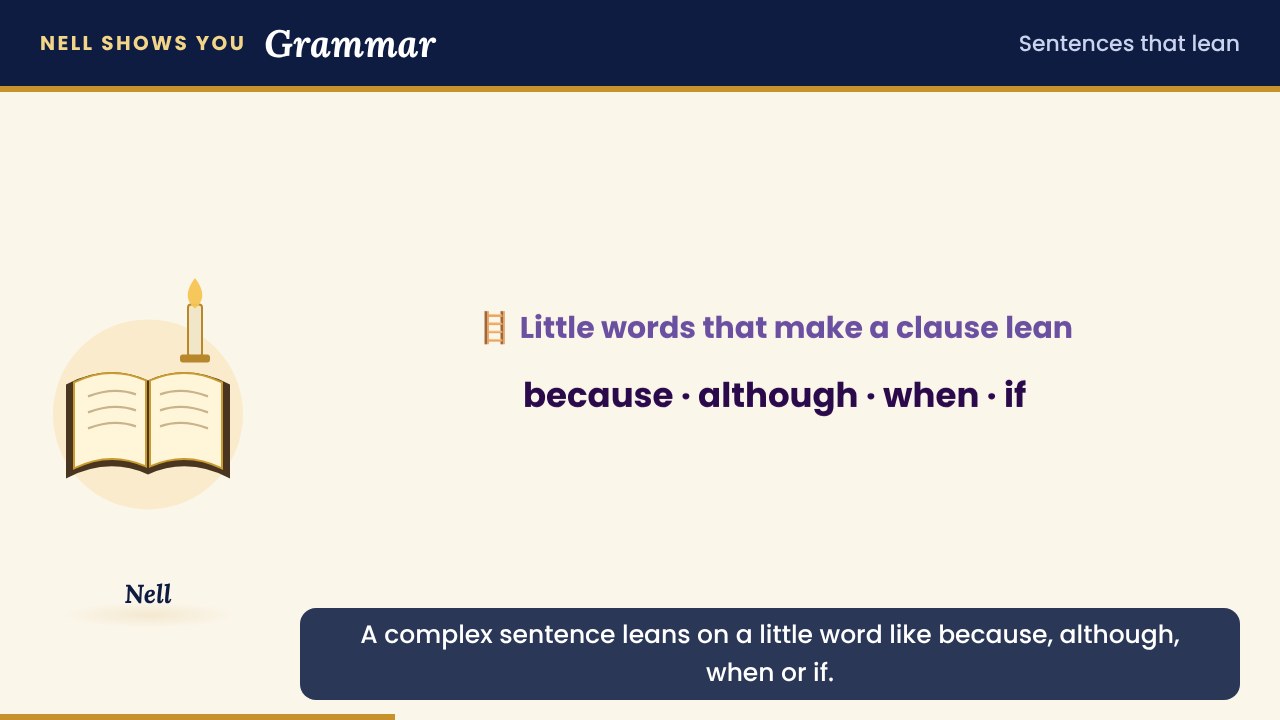 NELL SHOWS YOU Grammar
Sentences that lean
🪜 Little words that make a clause lean
because · although · when · if
Nell
A complex sentence leans on a little word like because, although,
when or if.